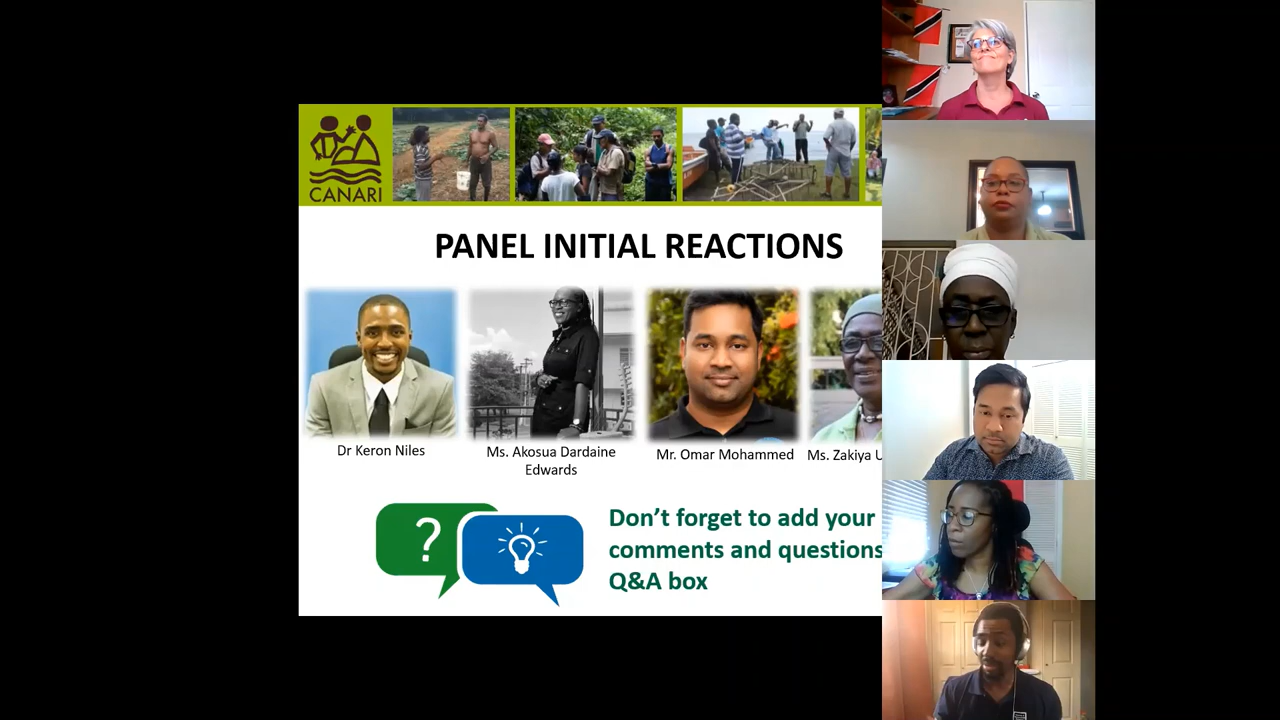 CANARI
PANEL INITIAL REACTIONS
Dr Keron Niles
Ms. Akosua Dardaine
Edwards
Mr. Omar Mohammed
Ms. Zakiya U
?
Don't forget to add your
comments and questions
Q&A box